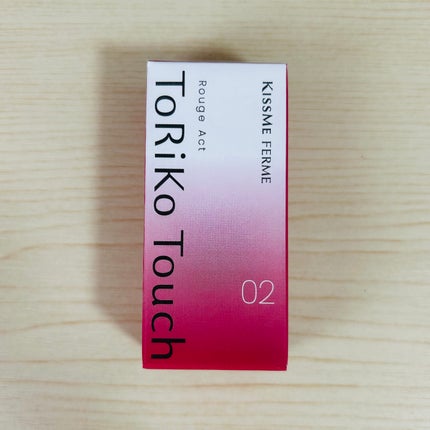 KISSME FERME
Rouge Act
ToRiKo Touch
02